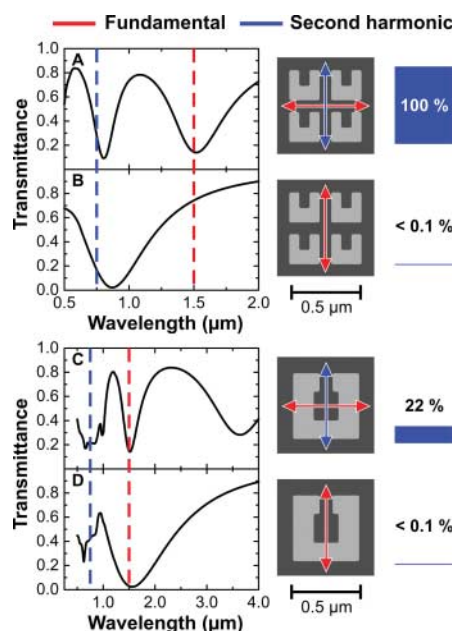 Fundamental Second harmonic
A
Transmittance
1.0
0.8
0.6
0.4
0.2
100 %
B
0.8
0.6
0.4
0.2
0.0
< 0.1 %
0.5 1.0 1.5 2.0
Wavelength (µm)
0.5 µm
C
Transmittance
1.0
0.8
0.6
0.4
0.2
22 %
D
0.8
0.6
0.4
0.2
0.0
< 0.1 %
1.0 2.0 3.0 4.0
Wavelength (µm)
0.5 µm